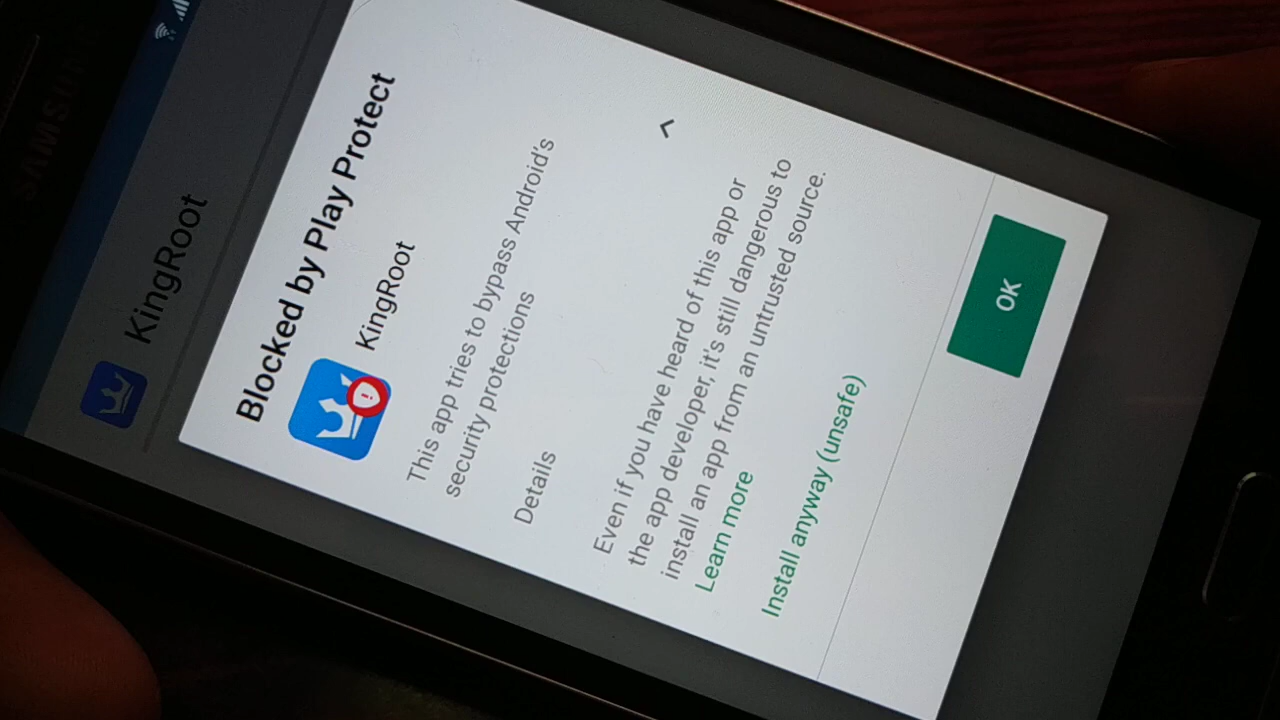 SAMSUNG
KingRoot
Blocked by Play Protect
KingRoot
This app tries to bypass Android's
security protections
Details
Even if you have heard of this app or
the app developer, it's still dangerous to
install an app from an untrusted source.
Learn more
Install anyway (unsafe)
OK